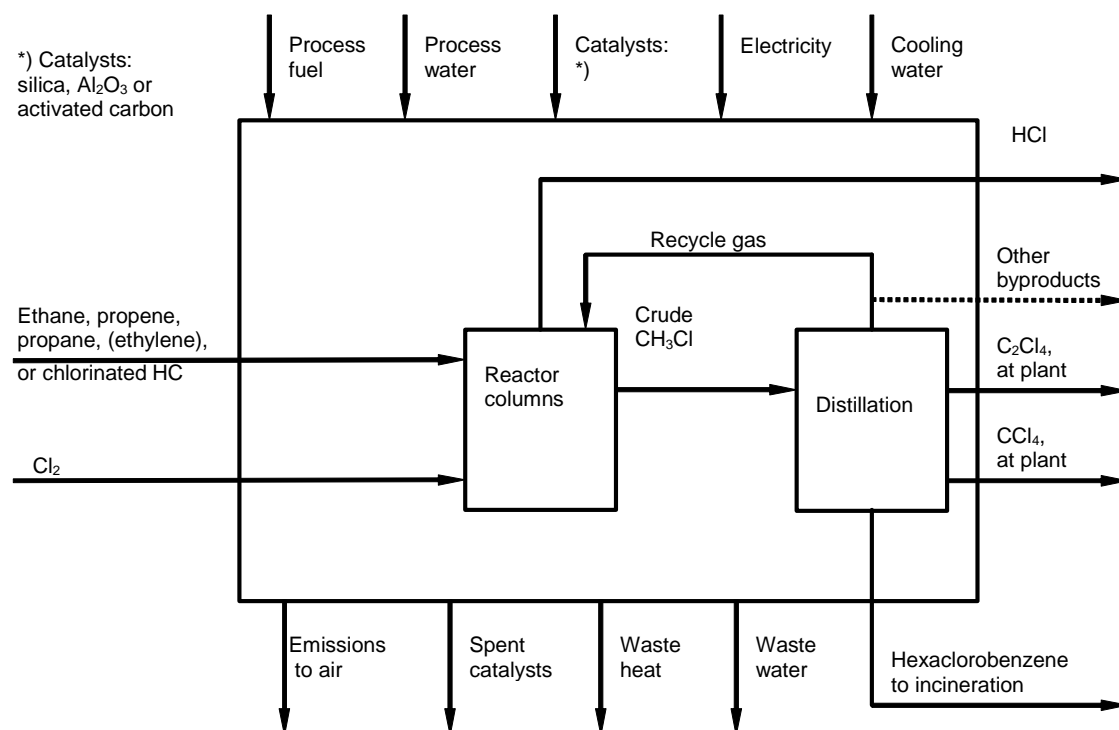 *) Catalysts:
silica, Al₂O₃ or
activated carbon
Process
fuel
Process
water
Catalysts:
*)
Electricity
Cooling
water
HCl
Recycle gas
Other
byproducts
Ethane, propene,
propane, (ethylene),
or chlorinated HC
Crude
CH₃Cl
Reactor
columns
Distillation
C₂Cl₄,
at plant
CCl₄,
at plant
Cl₂
Emissions
to air
Spent
catalysts
Waste
heat
Waste
water
Hexaclorobenzene
to incineration